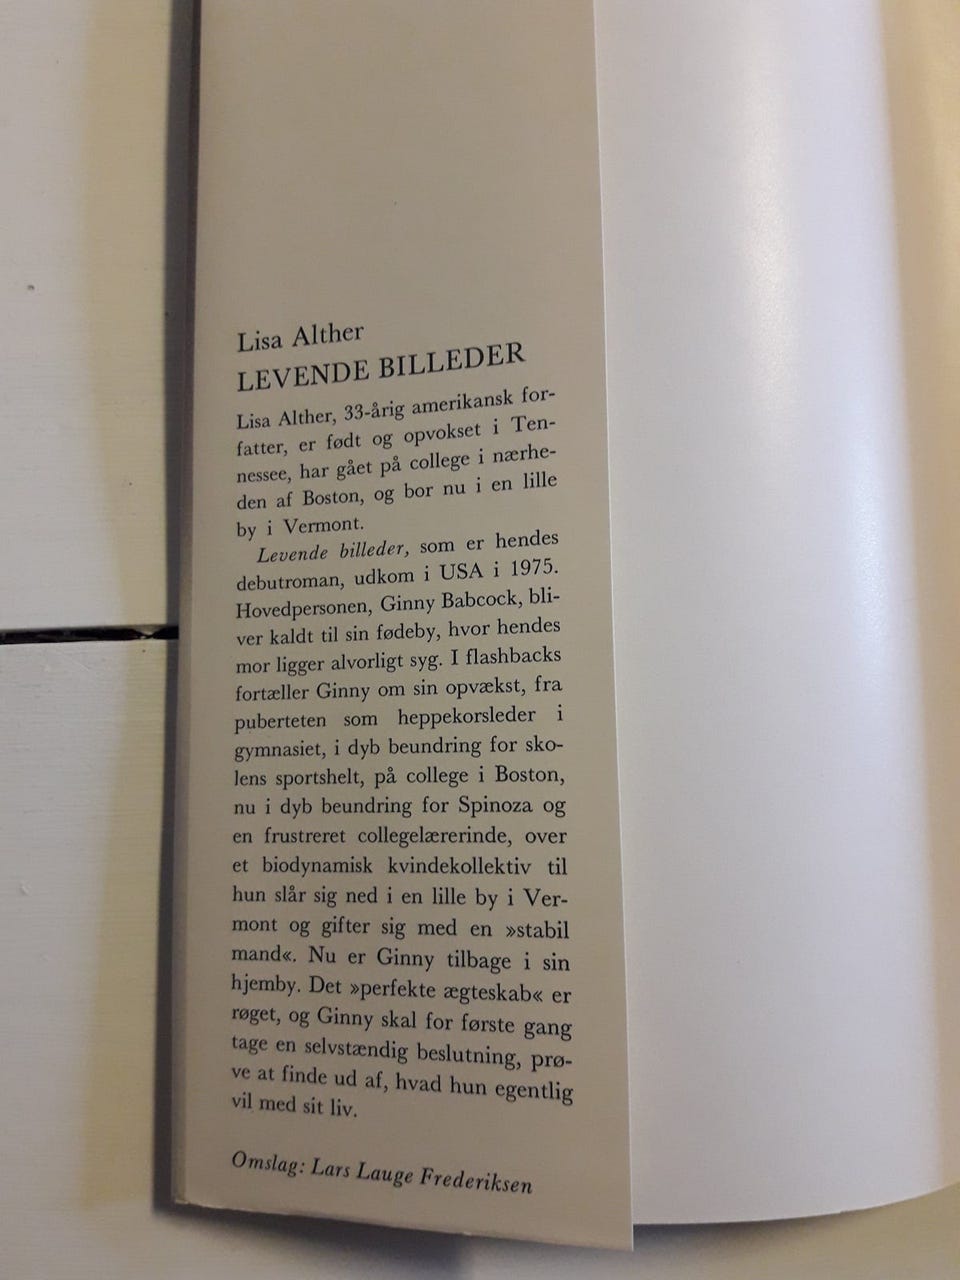 Lisa Alther
LEVENDE BILLEDER
Lisa Alther, 33-årig amerikansk for-
fatter, er født og opvokset i Ten-
nessee, har gået på college i nærhe-
den af Boston, og bor nu i en lille
by i Vermont.
Levende billeder, som er hendes
debutroman, udkom i USA i 1975.
Hovedpersonen, Ginny Babcock, bli-
ver kaldt til sin fødeby, hvor hendes
mor ligger alvorligt syg. I flashbacks
fortæller Ginny om sin opvækst, fra
puberteten som heppekorsleder i
gymnasiet, i dyb beundring for sko-
lens sportshelt, på college i Boston,
nu i dyb beundring for Spinoza og
en frustreret collegelærerinde, over
et biodynamisk kvindekollektiv til
hun slår sig ned i en lille by i Ver-
mont og gifter sig med en »stabil
mand«. Nu er Ginny tilbage i sin
hjemby. Det »perfekte ægteskab« er
røget, og Ginny skal for første gang
tage en selvstændig beslutning, prø-
ve at finde ud af, hvad hun egentlig
vil med sit liv.
Omslag: Lars Lauge Frederiksen